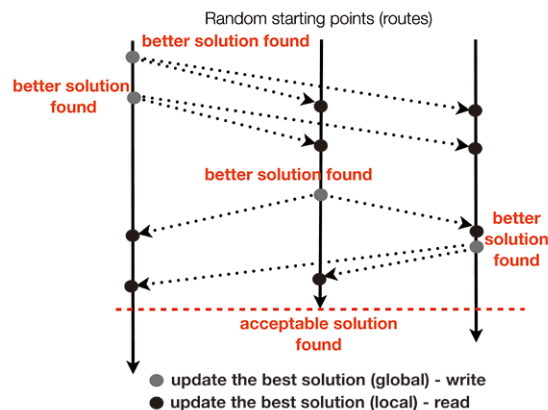 Random starting points (routes)
better solution found
better solution
found
better solution found
better
solution
found
acceptable solution
found
update the best solution (global) - write
update the best solution (local) - read